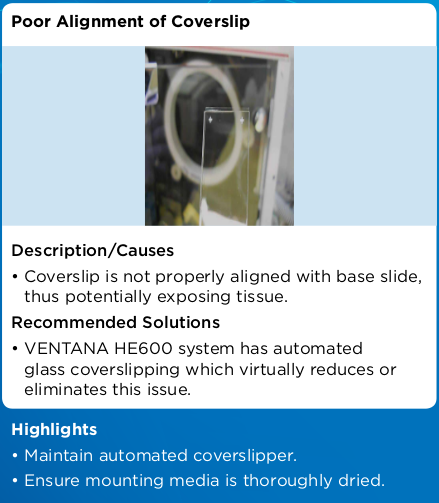 Poor Alignment of Coverslip
Description/Causes
• Coverslip is not properly aligned with base slide,
thus potentially exposing tissue.
Recommended Solutions
• VENTANA HE600 system has automated
glass coverslipping which virtually reduces or
eliminates this issue.
Highlights
• Maintain automated coverslipper.
• Ensure mounting media is thoroughly dried.